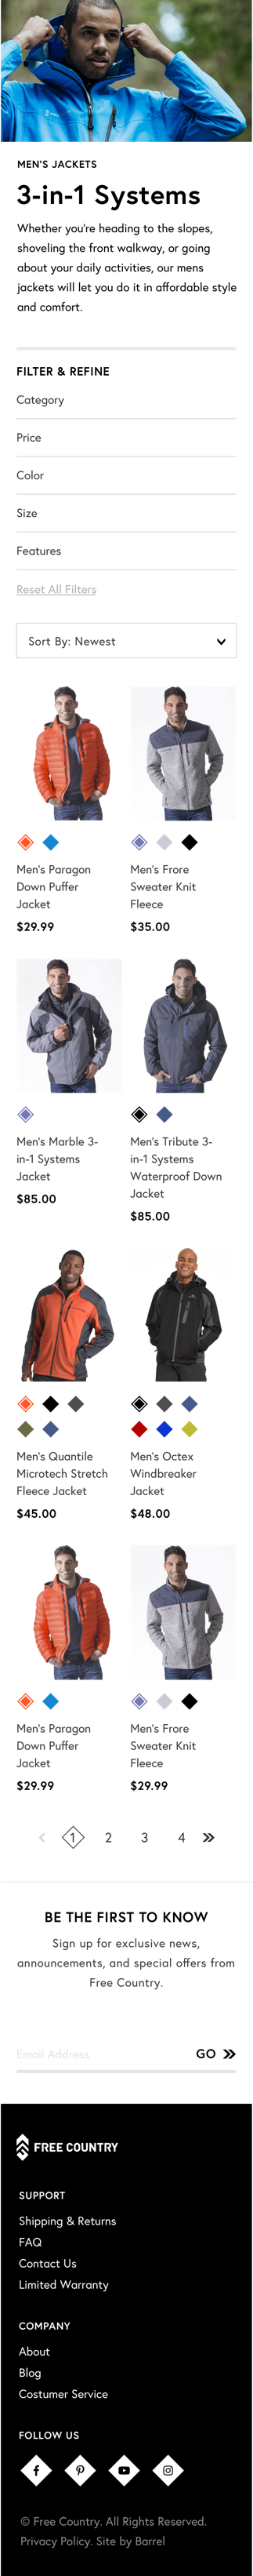 MEN'S JACKETS
3-in-1 Systems
Whether you're heading to the slopes,
shoveling the front walkway, or going
about your daily activities, our mens
jackets will let you do it in affordable style
and comfort.
FILTER & REFINE
Category
Price
Color
Size
Features
Reset All Filters
Sort By: Newest
Men's Paragon
Down Puffer
Jacket
$29.99
Men's Frore
Sweater Knit
Fleece
$35.00
Men's Marble 3-
in-1 Systems
Jacket
$85.00
Men's Tribute 3-
in-1 Systems
Waterproof Down
Jacket
$85.00
Men's Quantile
Microtech Stretch
Fleece Jacket
$45.00
Men's Octex
Windbreaker
Jacket
$48.00
Men's Paragon
Down Puffer
Jacket
$29.99
Men's Frore
Sweater Knit
Fleece
$29.99
1 2 3 4
BE THE FIRST TO KNOW
Sign up for exclusive news,
announcements, and special offers from
Free Country.
Email Address GO
FREE COUNTRY
SUPPORT
Shipping & Returns
FAQ
Contact Us
Limited Warranty
COMPANY
About
Blog
Costumer Service
FOLLOW US
© Free Country. All Rights Reserved.
Privacy Policy. Site by Barrel